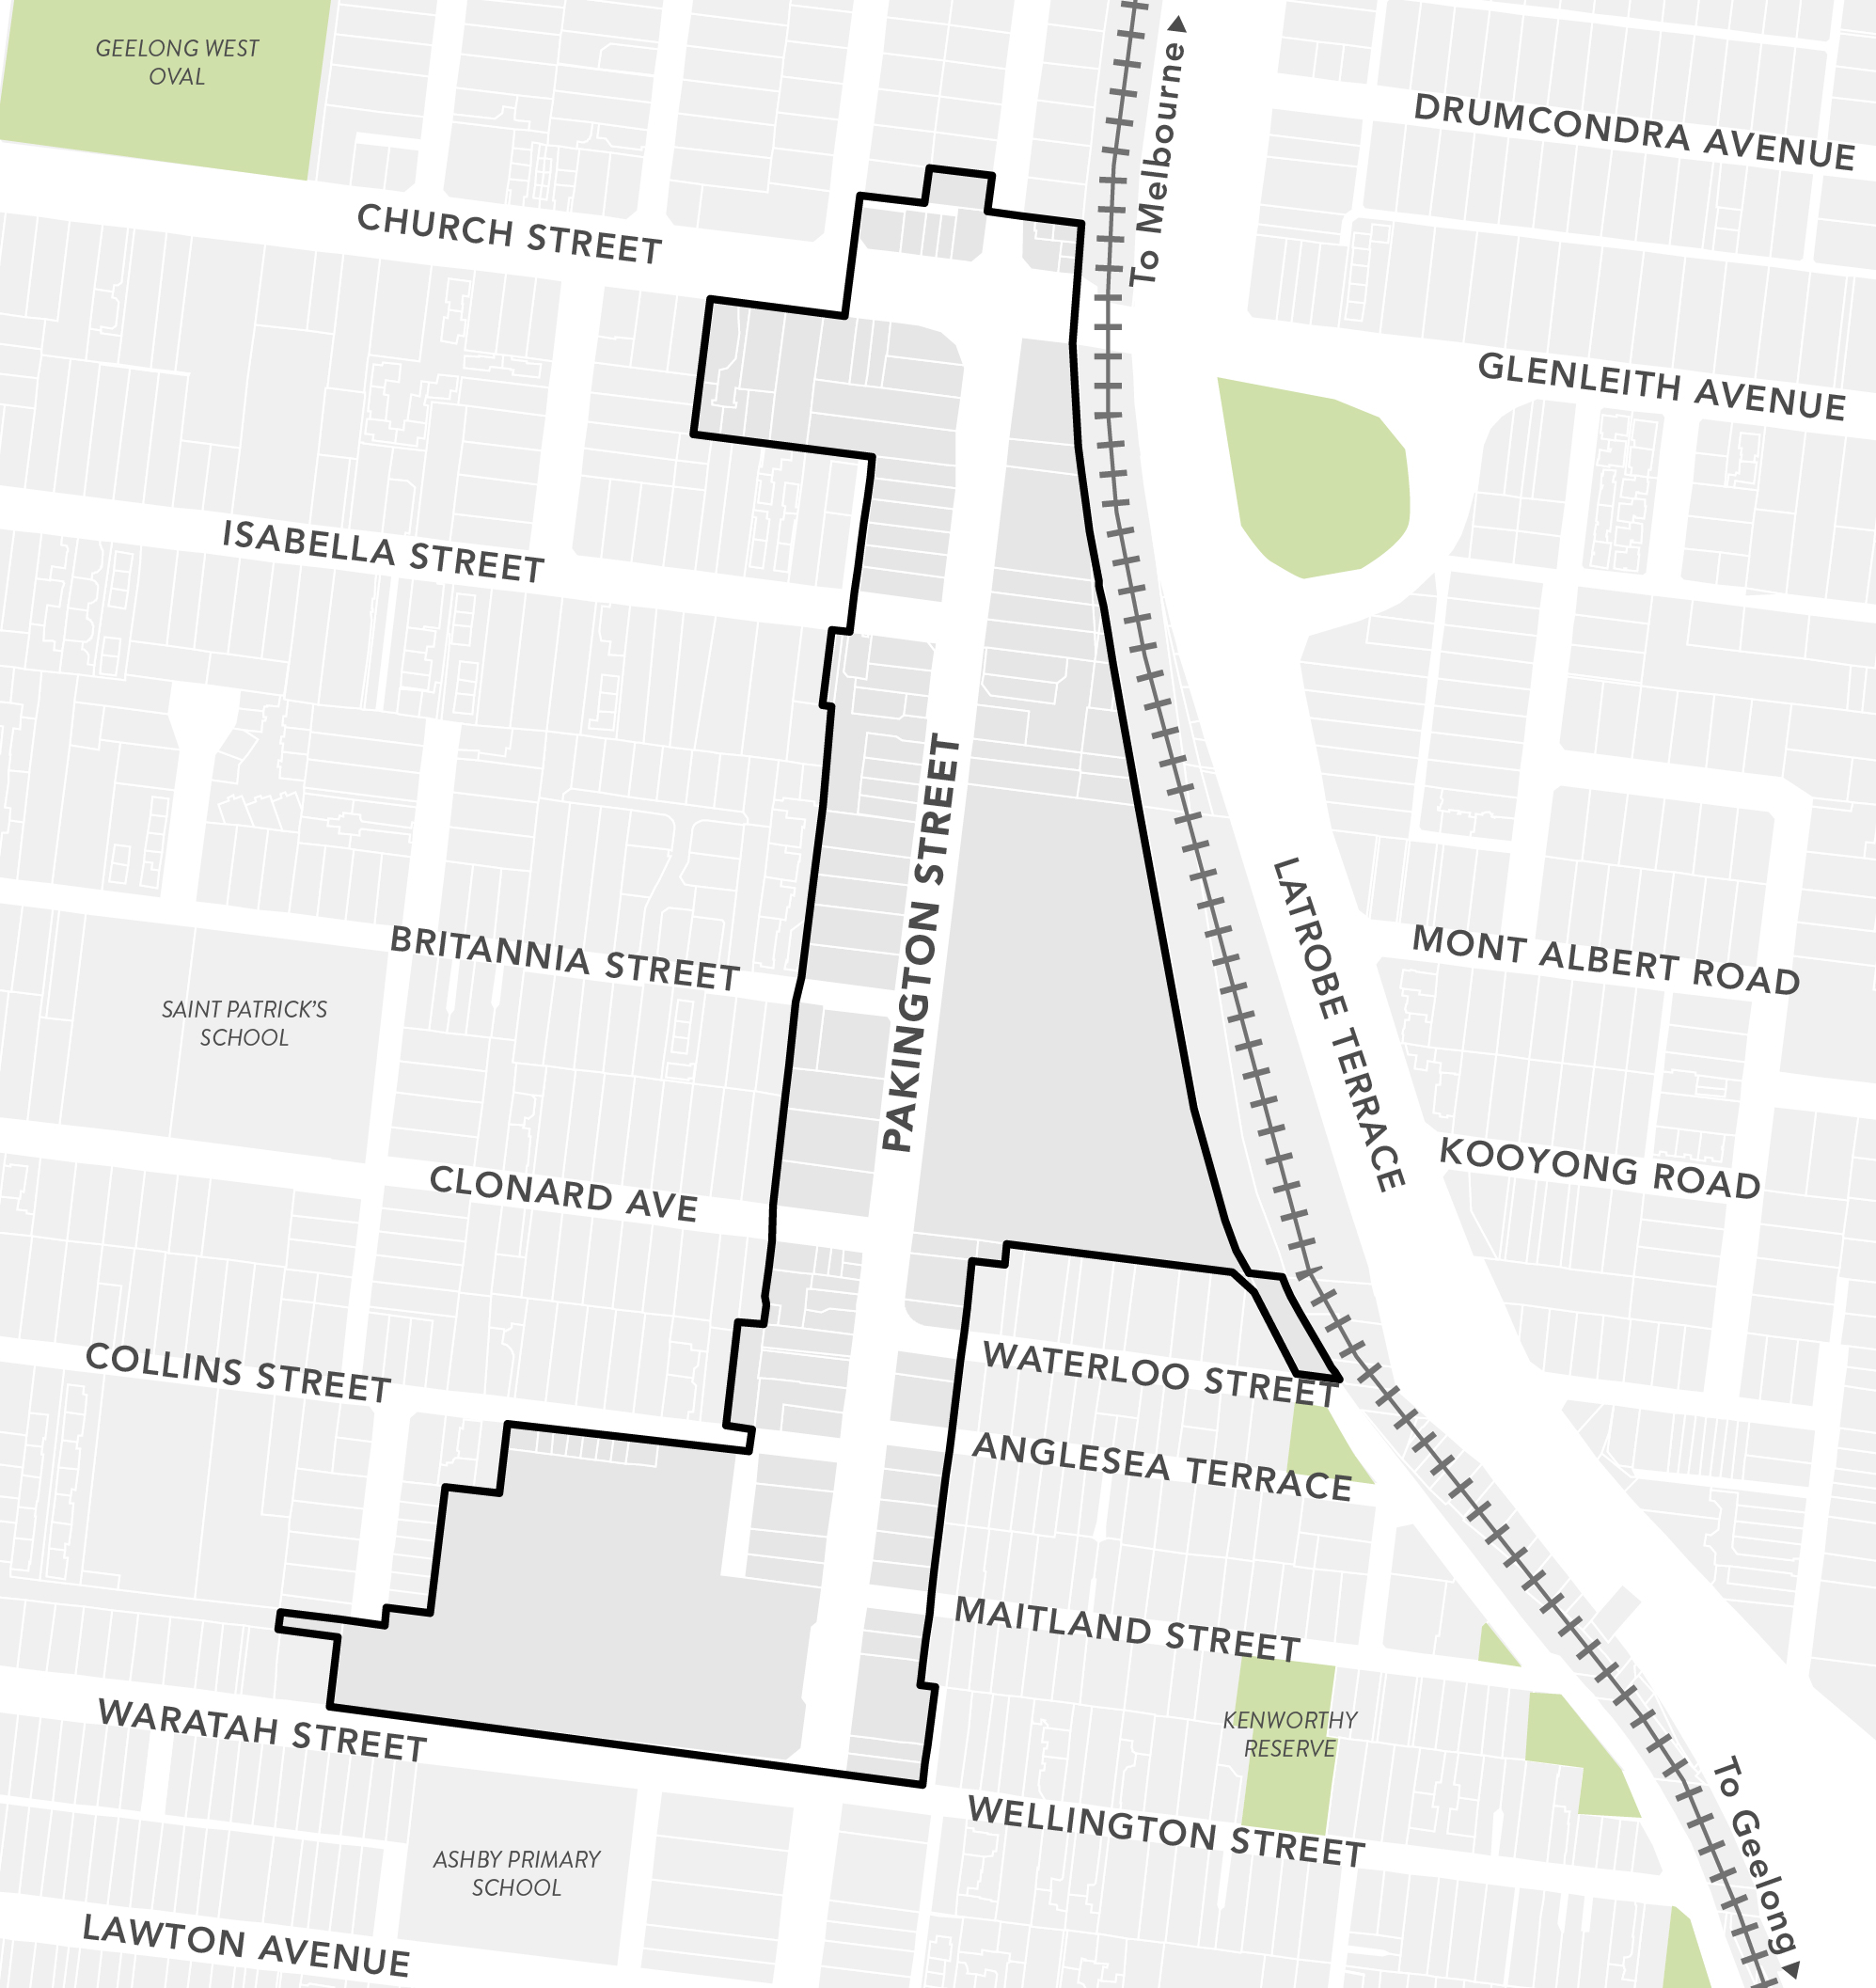 GEELONG WEST
OVAL
To Melbourne
DRUMCONDRA AVENUE
CHURCH STREET
GLENLEITH AVENUE
ISABELLA STREET
PAKINGTON STREET
LATROBE TERRACE
BRITANNIA STREET
MONT ALBERT ROAD
SAINT PATRICK'S
SCHOOL
KOOYONG ROAD
CLONARD AVE
COLLINS STREET
WATERLOO STREET
ANGLESEA TERRACE
MAITLAND STREET
WARATAH STREET
KENWORTHY
RESERVE
To Geelong
WELLINGTON STREET
ASHBY PRIMARY
SCHOOL
LAWTON AVENUE